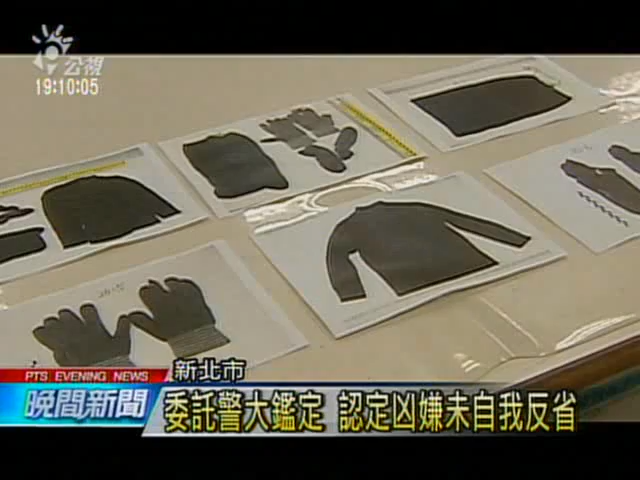 公視
19:10:05
新北市
PTS EVENING NEWS
晚間新聞
委託警大鑑定 認定凶嫌未自我反省